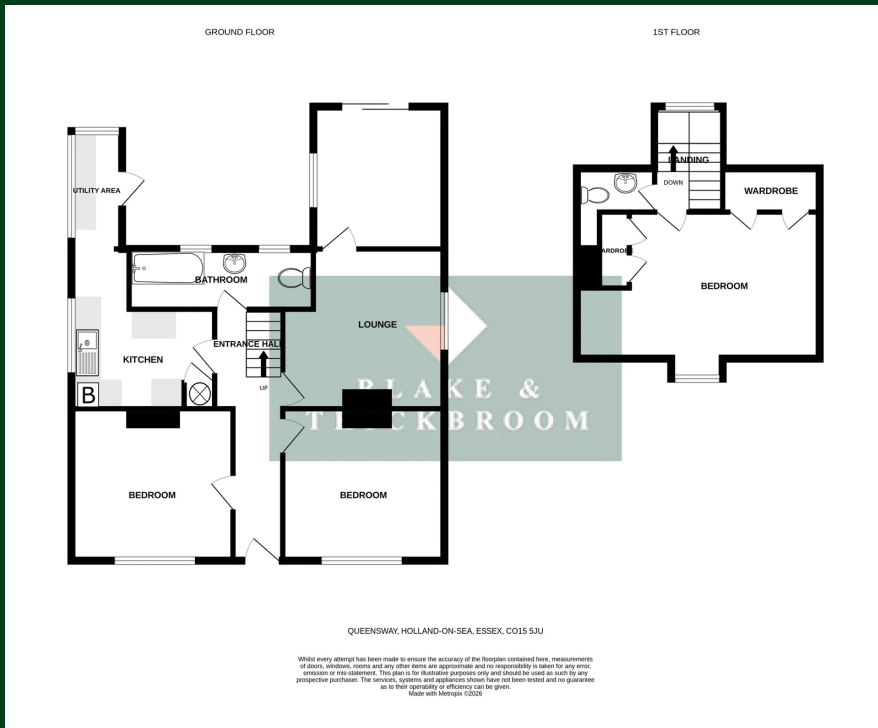 GROUND FLOOR
1ST FLOOR
UTILITY AREA
BATHROOM
LOUNGE
ENTRANCE HALL
KITCHEN
UP
B
BEDROOM
BEDROOM
LANDING
DOWN
WARDROBE
WARDROBE
BEDROOM
BLAKE &
THICKBROOM
QUEENSWAY, HOLLAND-ON-SEA, ESSEX, CO15 5JU
Whilst every attempt has been made to ensure the accuracy of the floorplan contained here, measurements
of doors, windows, rooms and any other items are approximate and no responsibility is taken for any error,
omission or mis-statement. This plan is for illustrative purposes only and should be used as such by any
prospective purchaser. The services, systems and appliances shown have not been tested and no guarantee
as to their operability or efficiency can be given.
Made with Metropix ©2026